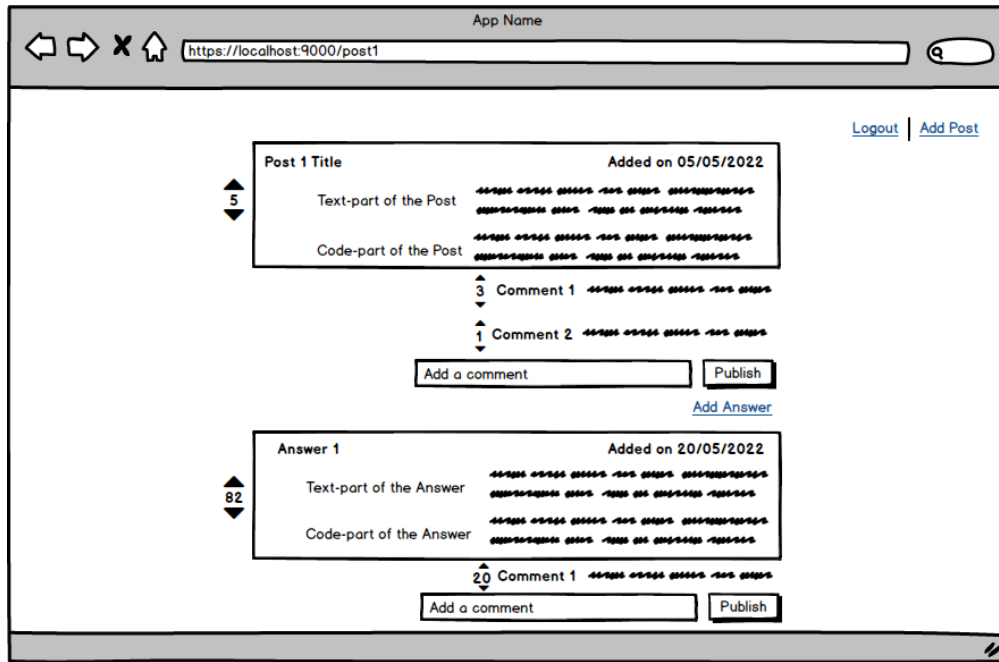 App Name
https://localhost:9000/post1
Logout Add Post
Post 1 Title Added on 05/05/2022
5 Text-part of the Post
Code-part of the Post
3 Comment 1
1 Comment 2
Add a comment Publish
Add Answer
Answer 1 Added on 20/05/2022
82 Text-part of the Answer
Code-part of the Answer
20 Comment 1
Add a comment Publish